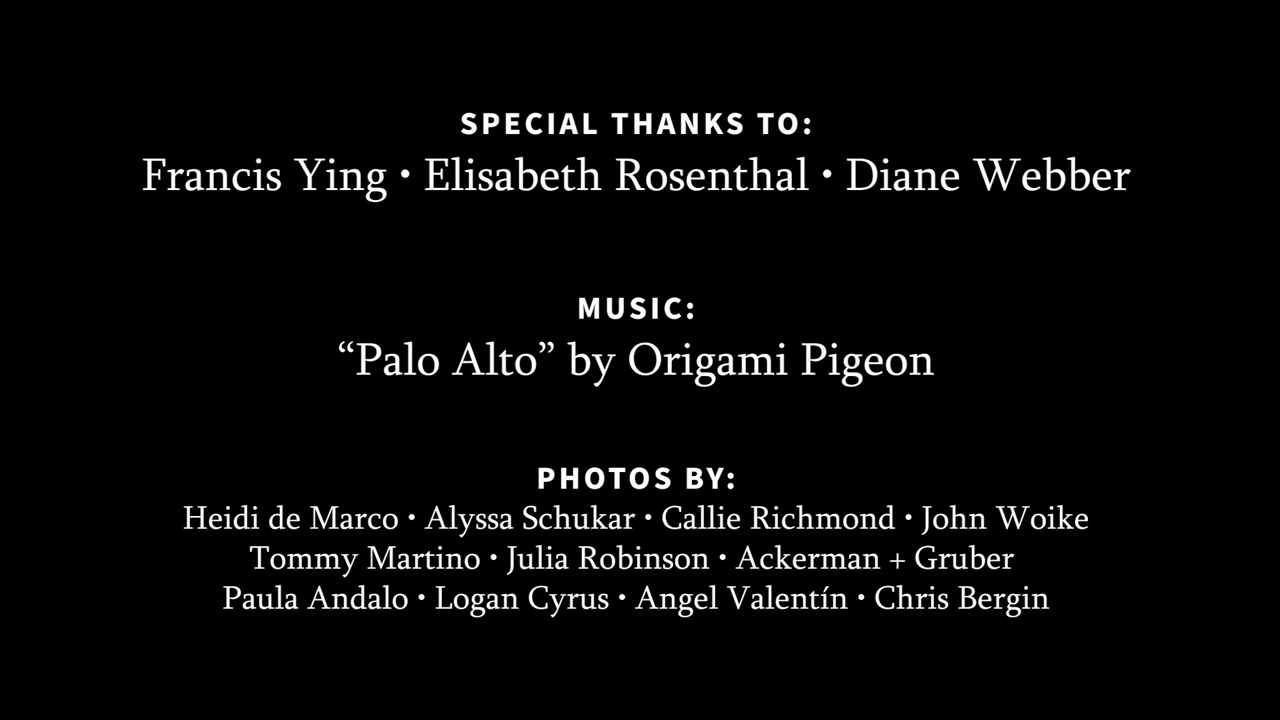 SPECIAL THANKS TO:
Francis Ying • Elisabeth Rosenthal • Diane Webber
MUSIC:
“Palo Alto” by Origami Pigeon
PHOTOS BY:
Heidi de Marco • Alyssa Schukar • Callie Richmond • John Woike
Tommy Martino • Julia Robinson • Ackerman + Gruber
Paula Andalo • Logan Cyrus • Angel Valentín • Chris Bergin